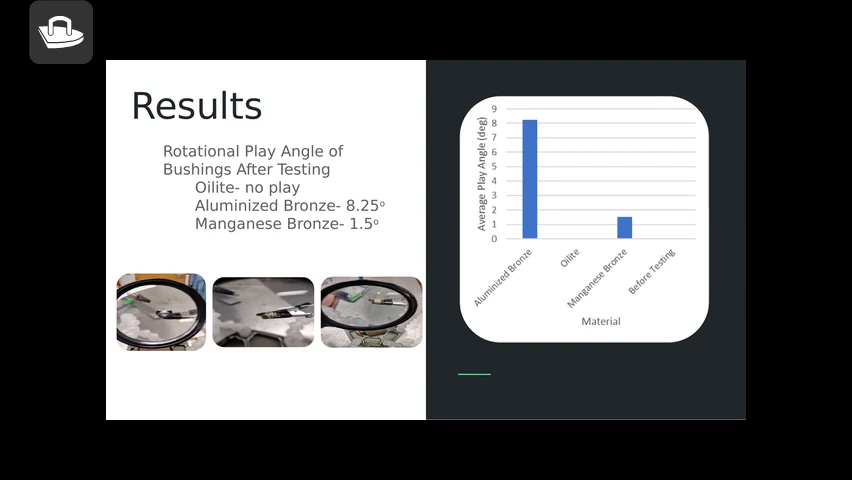 Results
Rotational Play Angle of
Bushings After Testing
Oilite- no play
Aluminized Bronze- 8.25º
Manganese Bronze- 1.5º
Average Play Angle (deg)
9
8
7
6
5
4
3
2
1
0
Aluminized Bronze
Oilite
Manganese Bronze
Before Testing
Material